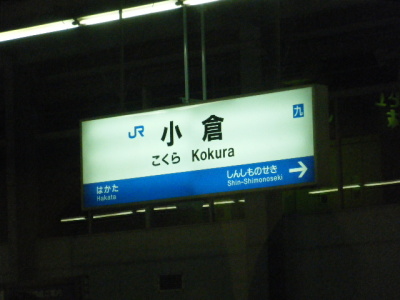 JR 小倉 九
こくら Kokura
はかた
Hakata
しんしものせき
Shin-Shimonoseki